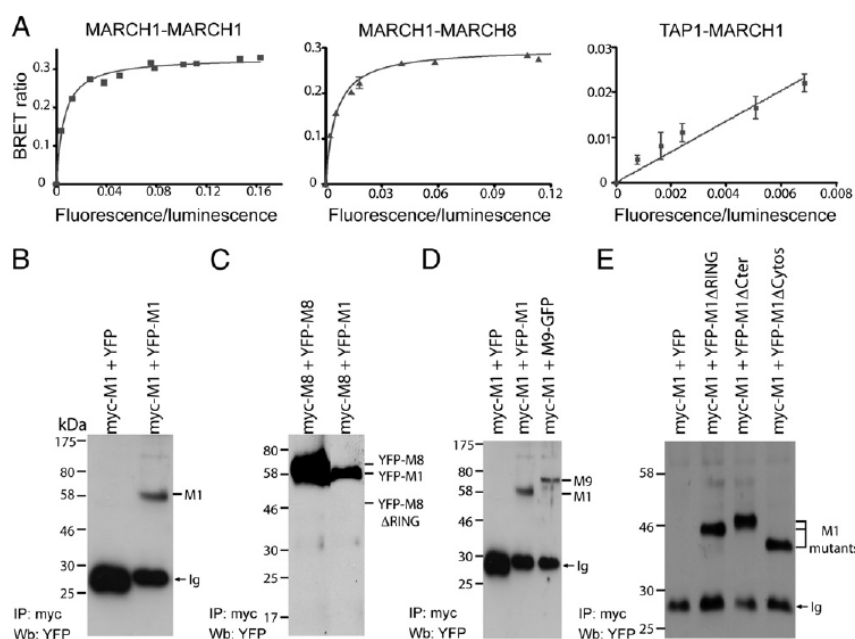 A
MARCH1-MARCH1
MARCH1-MARCH8
TAP1-MARCH1
BRET ratio
0.3
0.2
0.1
0
0
0.04
0.08
0.12
0.16
Fluorescence/luminescence
0.4
0.3
0.2
0.1
0
0
0.03
0.06
0.09
0.12
Fluorescence/luminescence
0.03
0.02
0.01
0
0
0.002
0.004
0.006
0.008
Fluorescence/luminescence
B
myc-M1 + YFP
myc-M1 + YFP-M1
kDa
175
80
58
46
30
25
M1
Ig
IP: myc
Wb: YFP
C
myc-M8 + YFP-M8
myc-M8 + YFP-M1
80
58
46
30
25
17
YFP-M8
YFP-M1
YFP-M8
ΔRING
IP: myc
Wb: YFP
D
myc-M1 + YFP
myc-M1 + YFP-M1
myc-M1 + M9-GFP
175
80
58
46
30
25
M9
M1
Ig
IP: myc
Wb: YFP
E
myc-M1 + YFP
myc-M1 + YFP-M1ΔRING
myc-M1 + YFP-M1ΔCter
myc-M1 + YFP-M1ΔCytos
58
46
30
25
M1
mutants
Ig
IP: myc
Wb: YFP